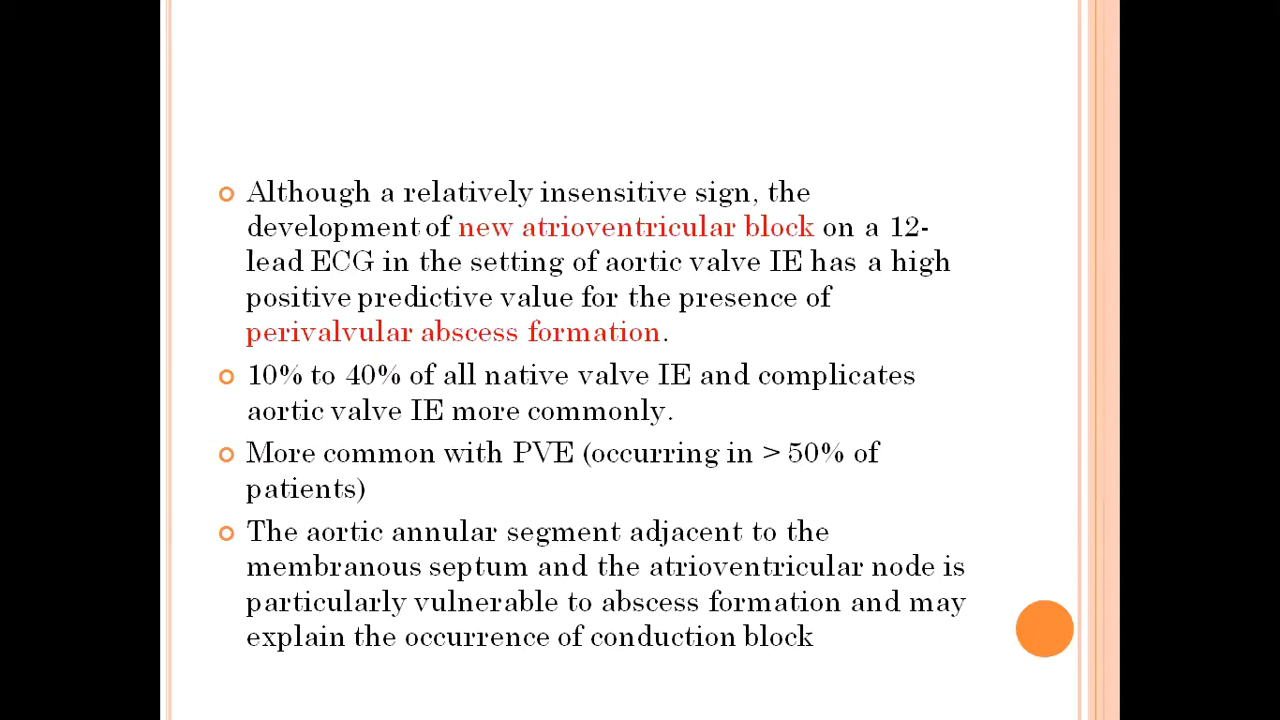 Although a relatively insensitive sign, the
development of new atrioventricular block on a 12-
lead ECG in the setting of aortic valve IE has a high
positive predictive value for the presence of
perivalvular abscess formation.
10% to 40% of all native valve IE and complicates
aortic valve IE more commonly.
More common with PVE (occurring in > 50% of
patients)
The aortic annular segment adjacent to the
membranous septum and the atrioventricular node is
particularly vulnerable to abscess formation and may
explain the occurrence of conduction block